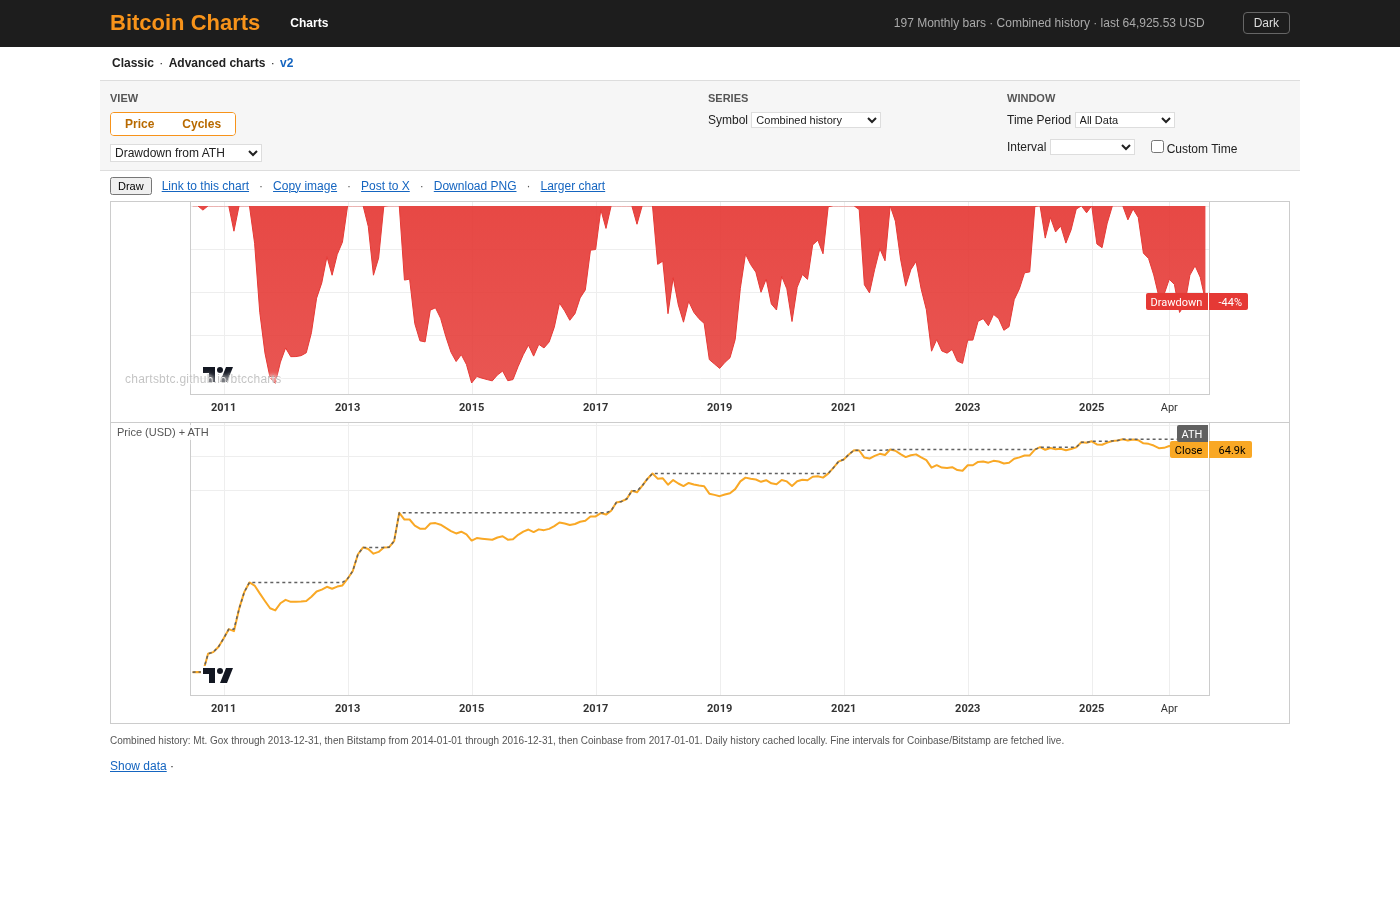 Bitcoin Charts
Charts
197 Monthly bars · Combined history · last 64,925.53 USD
Dark
Classic · Advanced charts · v2
VIEW
SERIES
WINDOW
Price Cycles
Symbol Combined history
Time Period All Data
Drawdown from ATH
Interval
Custom Time
Draw Link to this chart · Copy image · Post to X · Download PNG · Larger chart
Drawdown -44%
chartsbtc.github.io/btccharts
2011 2013 2015 2017 2019 2021 2023 2025 Apr
Price (USD) + ATH
ATH
Close 64.9k
2011 2013 2015 2017 2019 2021 2023 2025 Apr
Combined history: Mt. Gox through 2013-12-31, then Bitstamp from 2014-01-01 through 2016-12-31, then Coinbase from 2017-01-01. Daily history cached locally. Fine intervals for Coinbase/Bitstamp are fetched live.
Show data ·